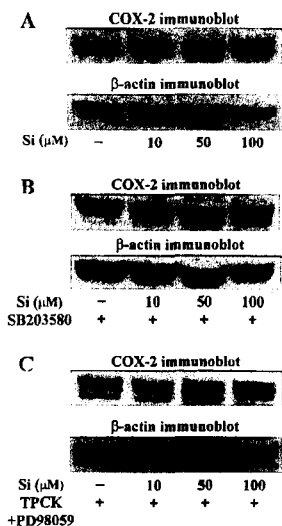 A
COX-2 immunoblot
β-actin immunoblot
Si (μM) – 10 50 100
B
COX-2 immunoblot
β-actin immunoblot
Si (μM) – 10 50 100
SB203580 + + + +
C
COX-2 immunoblot
β-actin immunoblot
Si (μM) – 10 50 100
TPCK + + + +
+PD98059